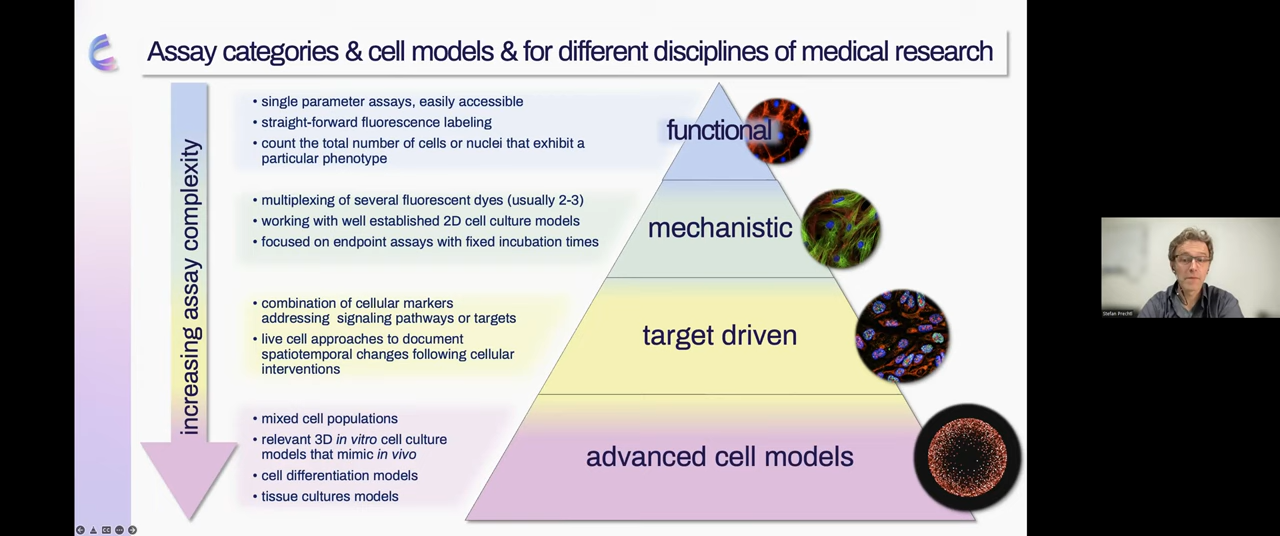 Assay categories & cell models & for different disciplines of medical research
increasing assay complexity
• single parameter assays, easily accessible
• straight-forward fluorescence labeling
• count the total number of cells or nuclei that exhibit a
particular phenotype
functional
• multiplexing of several fluorescent dyes (usually 2-3)
• working with well established 2D cell culture models
• focused on endpoint assays with fixed incubation times
mechanistic
• combination of cellular markers
addressing signaling pathways or targets
• live cell approaches to document
spatiotemporal changes following cellular
interventions
target driven
• mixed cell populations
• relevant 3D in vitro cell culture
models that mimic in vivo
• cell differentiation models
• tissue cultures models
advanced cell models
Stefan Prechtl